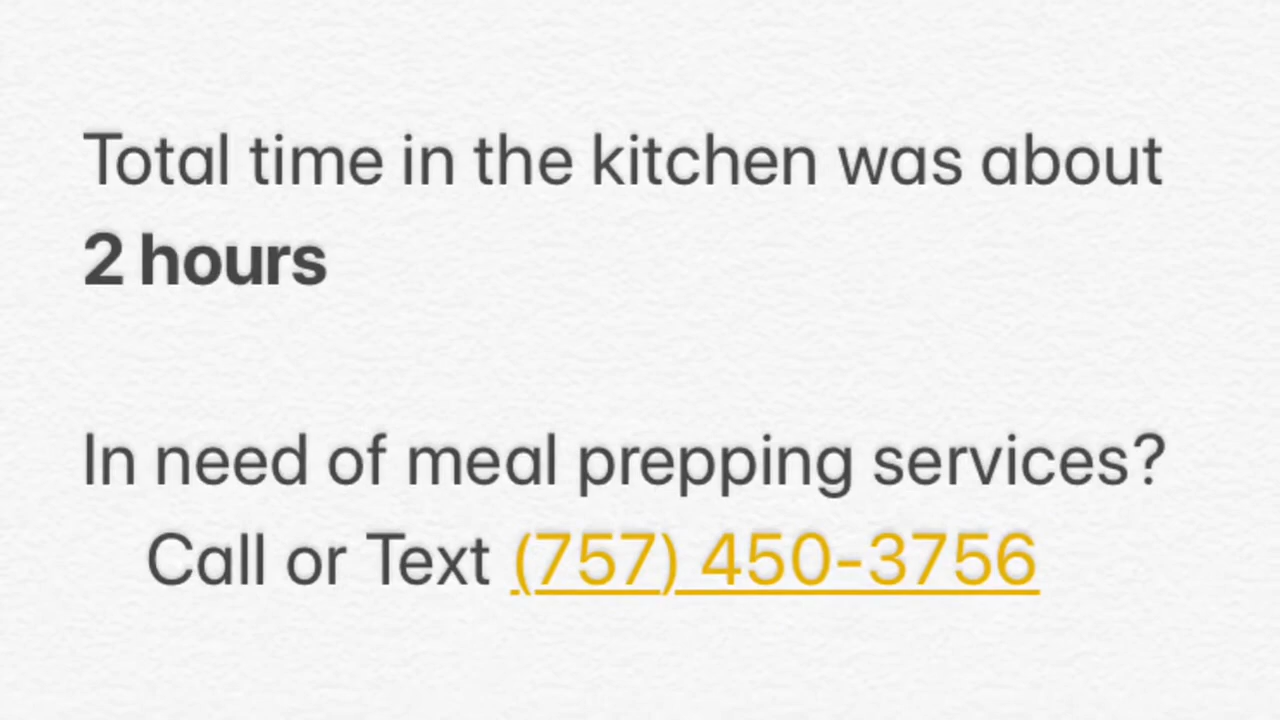 Total time in the kitchen was about
2 hours
In need of meal prepping services?
Call or Text (757) 450-3756